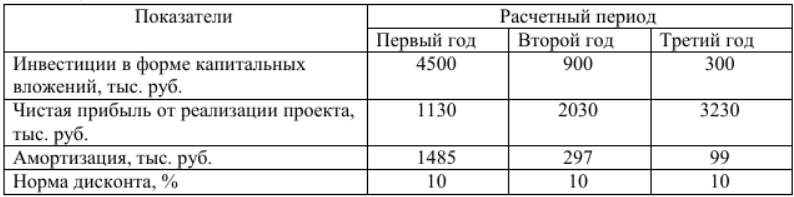 Показатели Расчетный период
Первый год Второй год Третий год
Инвестиции в форме капитальных 4500 900 300
вложений, тыс. руб.
Чистая прибыль от реализации проекта, 1130 2030 3230
тыс. руб.
Амортизация, тыс. руб. 1485 297 99
Норма дисконта, % 10 10 10